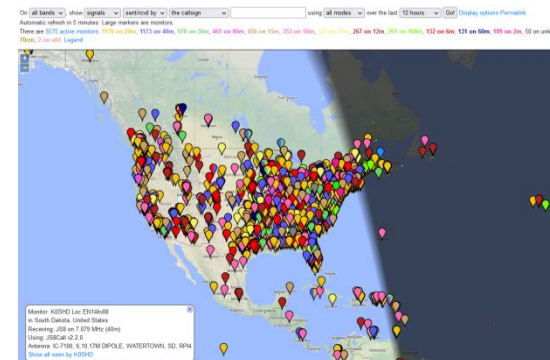 On all bands , show signals sent/rcvd by the callsign using all modes over the last 12 hours Go! Display options Permalink
Automatic refresh in 5 minutes. Large markers are monitors
There are 5575 active monitors: on 20m, 1173 on 40m, on 30m, 465 on 80m, 458 on 15m, 353 on 10m, 267 on 12m, on 160m, 132 on 6m, 131 on 60m, 105 on 2m, 50 on unk
70cm, 2 on vhf. Legend
Monitor: K0SHD Loc EN14kv88
in South Dakota, United States
Receiving: JS8 on 7.079 MHz (40m)
Using: JS8Call v2.2.0
Antenna: IC-7100, 6,10,17M DIPOLE, WATERTOWN, SD, RPI4
Show all seen by K0SHD